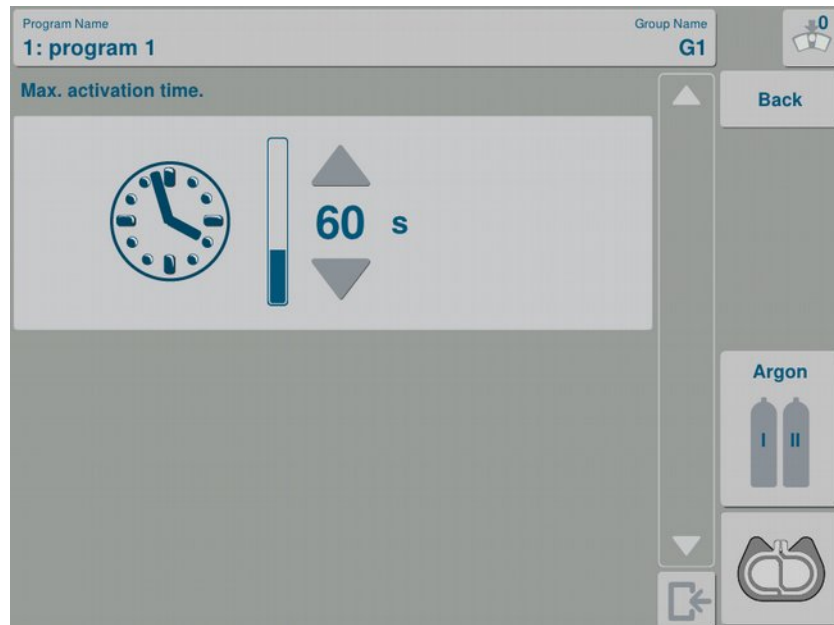 Program Name
1: program 1
Group Name
G1
0
Max. activation time.
Back
60 s
Argon
I II